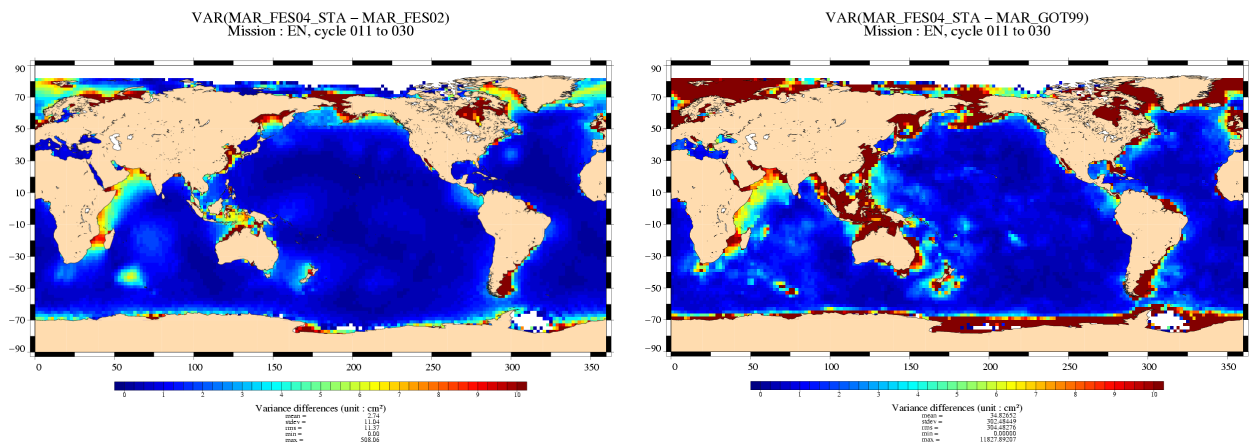 VAR(MAR_FES04_STA − MAR_FES02)
Mission : EN, cycle 011 to 030
90
70
50
30
10
−10
−30
−50
−70
−90
0 50 100 150 200 250 300 350
0 1 2 3 4 5 6 7 8 9 10
Variance differences (unit : cm²)
mean = 2.74
stdev = 11.04
rms = 11.37
min = 0.00
max = 508.06
VAR(MAR_FES04_STA − MAR_GOT99)
Mission : EN, cycle 011 to 030
90
70
50
30
10
−10
−30
−50
−70
−90
0 50 100 150 200 250 300 350
0 1 2 3 4 5 6 7 8 9 10
Variance differences (unit : cm²)
mean = 34.82652
stdev = 302.48449
rms = 304.48276
min = 0.00000
max = 11827.89207